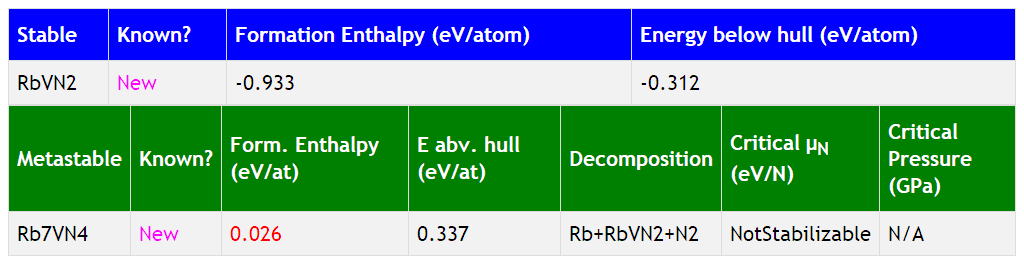 Stable Known? Formation Enthalpy (eV/atom) Energy below hull (eV/atom)
RbVN2 New -0.933 -0.312
Metastable Known? Form. Enthalpy (eV/at) E abv. hull (eV/at) Decomposition Critical μN (eV/N) Critical Pressure (GPa)
Rb7VN4 New 0.026 0.337 Rb+RbVN2+N2 NotStabilizable N/A